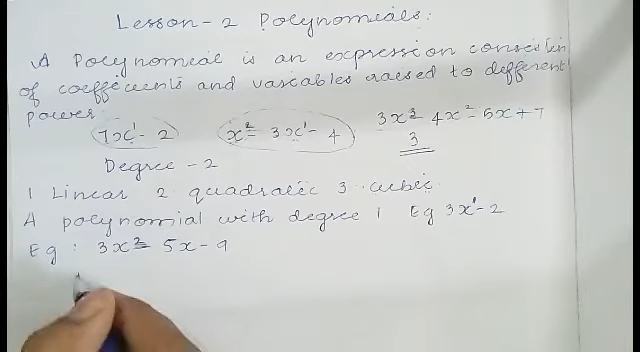 Lesson - 2 Polynomials:
A Polynomial is an expression consistin
of coefficients and variables raised to different
power
7x¹ - 2 x² - 3x¹ - 4 3x³ - 4x² - 5x + 7
3
Degree - 2
1 Linear 2 quadratic 3 cubic
A polynomial with degree 1 Eg 3x¹ - 2
Eg : 3x² - 5x - 9